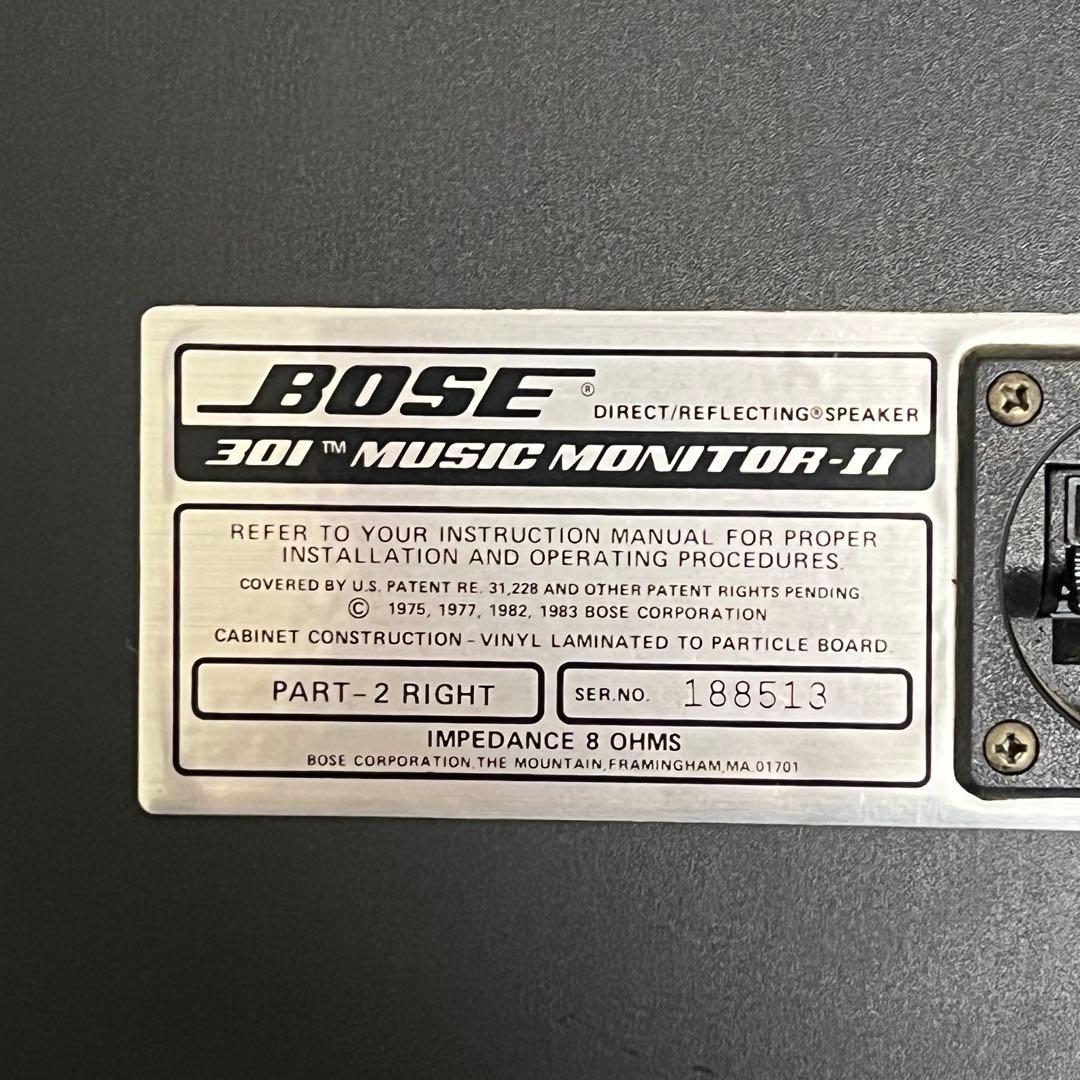 BOSE®
DIRECT/REFLECTING® SPEAKER
301™ MUSIC MONITOR-II
REFER TO YOUR INSTRUCTION MANUAL FOR PROPER
INSTALLATION AND OPERATING PROCEDURES.
COVERED BY U.S. PATENT RE. 31,228 AND OTHER PATENT RIGHTS PENDING.
© 1975, 1977, 1982, 1983 BOSE CORPORATION
CABINET CONSTRUCTION - VINYL LAMINATED TO PARTICLE BOARD.
PART-2 RIGHT
SER.NO. 188513
IMPEDANCE 8 OHMS
BOSE CORPORATION, THE MOUNTAIN, FRAMINGHAM, MA. 01701